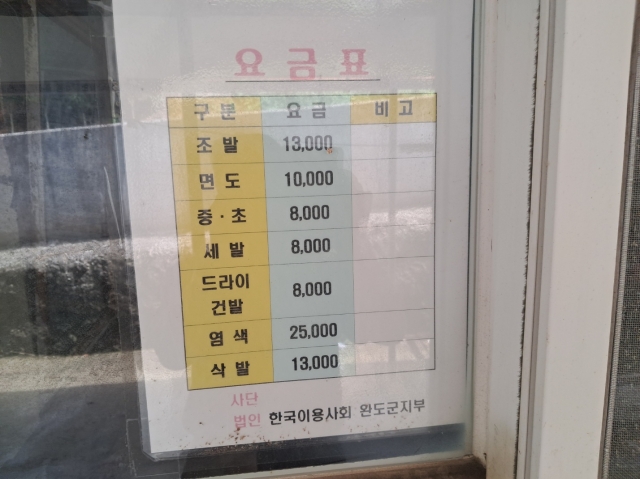 요금표
구분 요금 비고
조발 13,000
면도 10,000
중·초 8,000
세발 8,000
드라이
건발 8,000
염색 25,000
삭발 13,000
사단
법인 한국이용사회 완도군지부